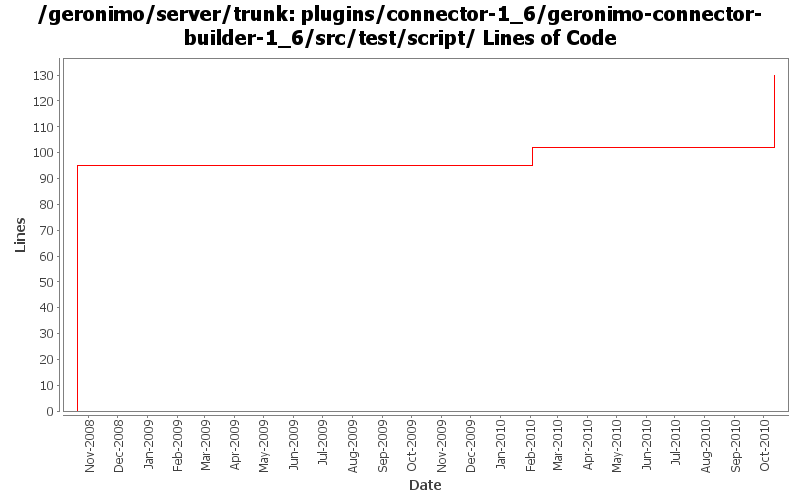 /geronimo/server/trunk: plugins/connector-1_6/geronimo-connector-
builder-1_6/src/test/script/ Lines of Code
130
120
110
100
90
80
70
60
50
40
30
20
10
0
Lines
Nov-2008
Dec-2008
Jan-2009
Feb-2009
Mar-2009
Apr-2009
May-2009
Jun-2009
Jul-2009
Aug-2009
Sep-2009
Oct-2009
Nov-2009
Dec-2009
Jan-2010
Feb-2010
Mar-2010
Apr-2010
May-2010
Jun-2010
Jul-2010
Aug-2010
Sep-2010
Oct-2010
Date